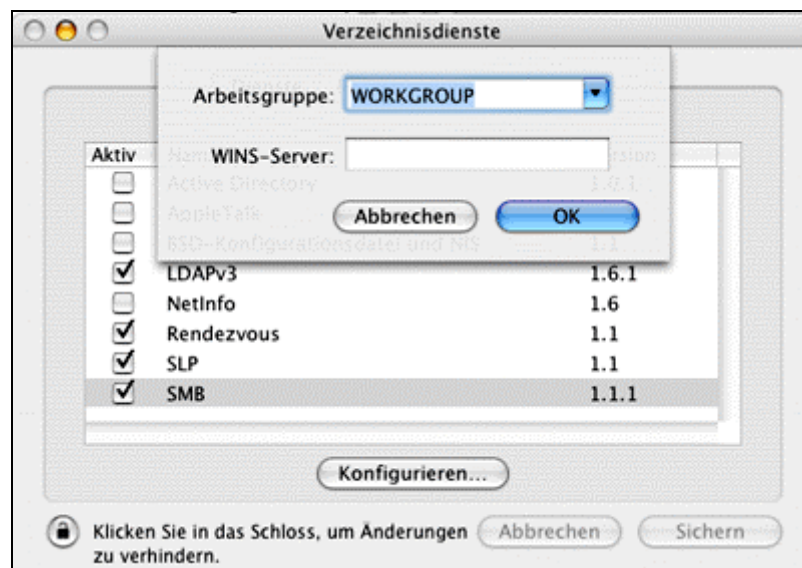 Verzeichnisdienste
Arbeitsgruppe: WORKGROUP
WINS-Server:
Abbrechen OK
Aktiv
Active Directory
AppleTalk
BSD-Konfigurationsdatei und NIS 1.1
LDAPv3 1.6.1
NetInfo 1.6
Rendezvous 1.1
SLP 1.1
SMB 1.1.1
Konfigurieren...
Klicken Sie in das Schloss, um Änderungen
zu verhindern.
Abbrechen Sichern